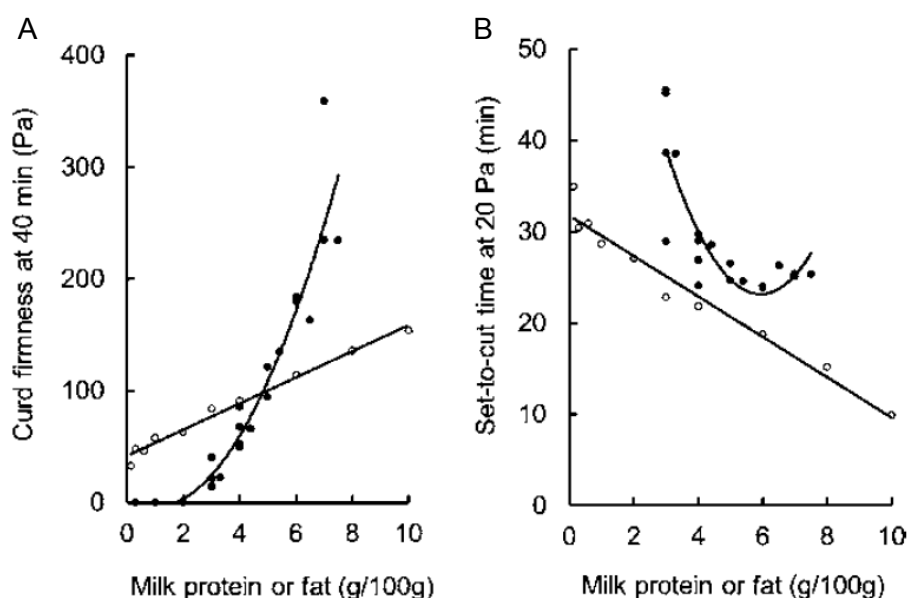 A
Curd firmness at 40 min (Pa)
400
300
200
100
0
0 2 4 6 8 10
Milk protein or fat (g/100g)
B
Set-to-cut time at 20 Pa (min)
50
40
30
20
10
0
0 2 4 6 8 10
Milk protein or fat (g/100g)